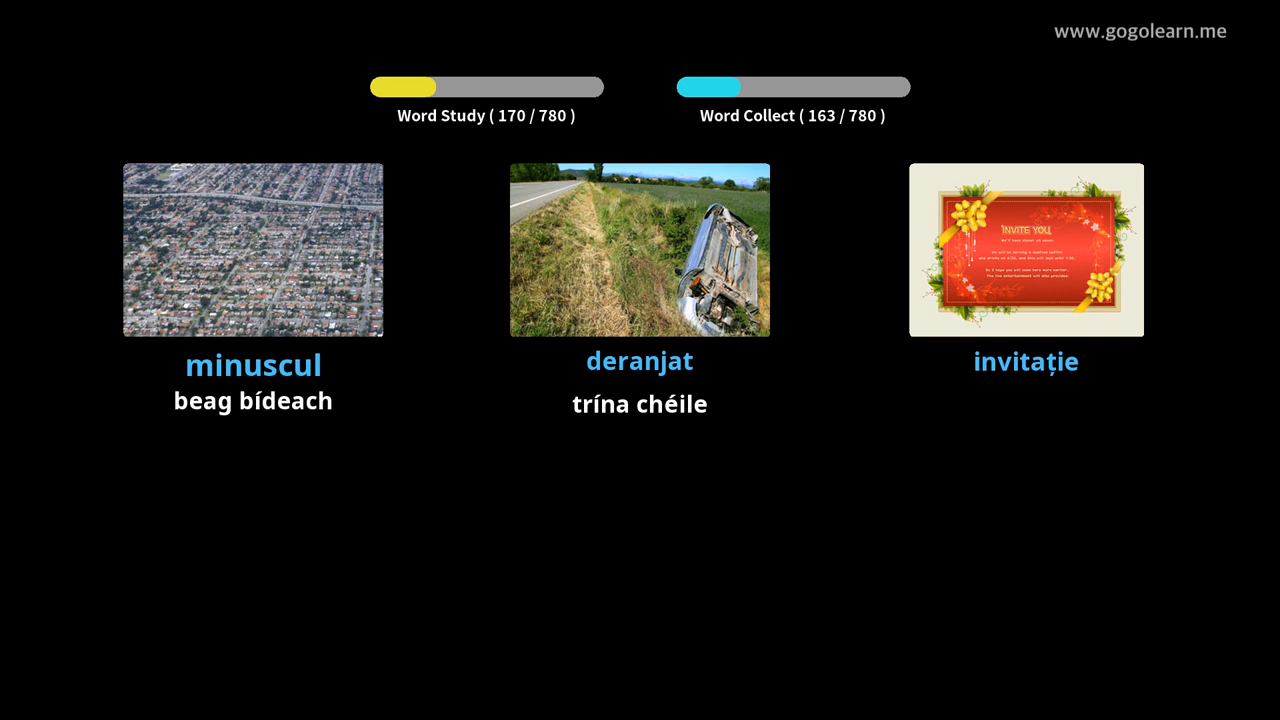 www.gogolearn.me
Word Study ( 170 / 780 )
Word Collect ( 163 / 780 )
INVITE YOU
minuscul
deranjat
invitație
beag bídeach
trína chéile